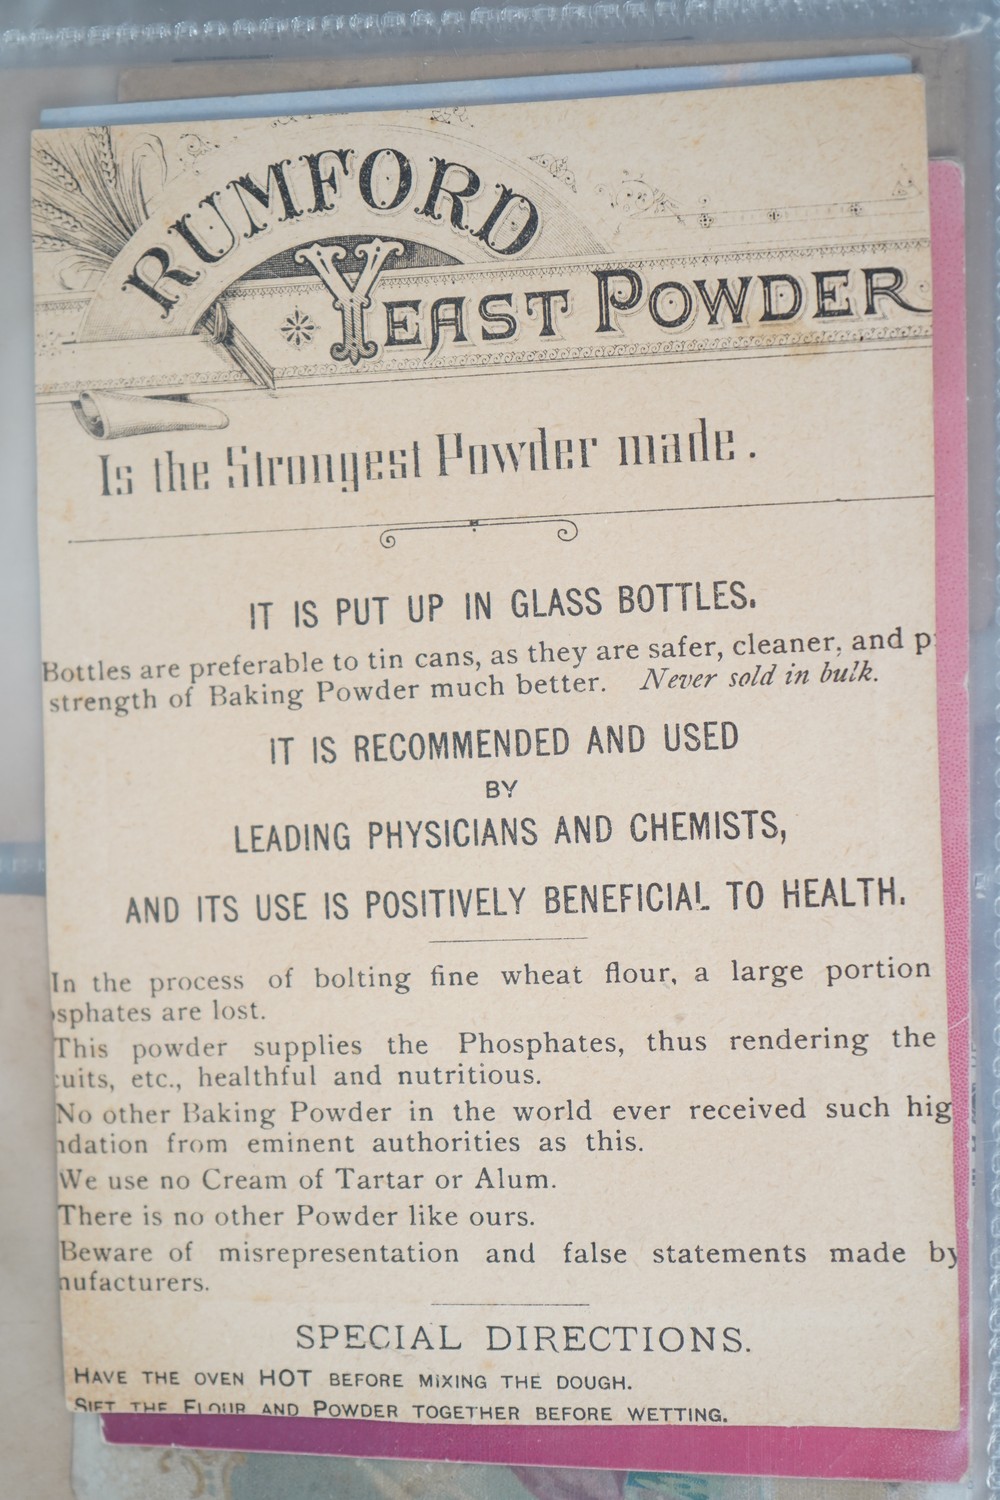 RUMFORD
YEAST POWDER
Is the Strongest Powder made.
IT IS PUT UP IN GLASS BOTTLES.
Bottles are preferable to tin cans, as they are safer, cleaner, and p
strength of Baking Powder much better. Never sold in bulk.
IT IS RECOMMENDED AND USED
BY
LEADING PHYSICIANS AND CHEMISTS,
AND ITS USE IS POSITIVELY BENEFICIAL TO HEALTH.
In the process of bolting fine wheat flour, a large portion
osphates are lost.
This powder supplies the Phosphates, thus rendering the
cuits, etc., healthful and nutritious.
No other Baking Powder in the world ever received such hig
ndation from eminent authorities as this.
We use no Cream of Tartar or Alum.
There is no other Powder like ours.
Beware of misrepresentation and false statements made by
nufacturers.
SPECIAL DIRECTIONS.
HAVE THE OVEN HOT BEFORE MIXING THE DOUGH.
SIFT THE FLOUR AND POWDER TOGETHER BEFORE WETTING.